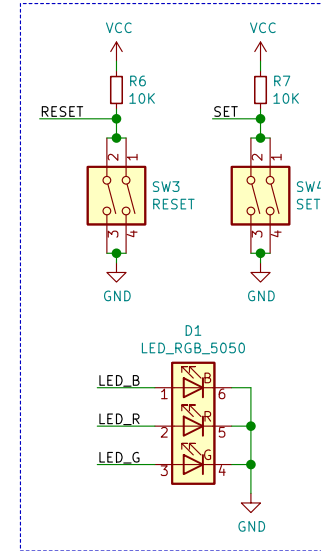 VCC VCC
R6 R7
10K 10K
RESET SET
2 1 2 1
SW3 SW4
RESET SET
3 4 3 4
GND GND
D1
LED_RGB_5050
LED_B B
1 6
LED_R R
2 5
LED_G G
3 4
GND